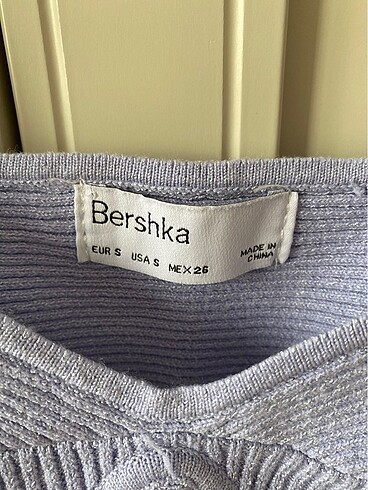 Bershka
EUR S USA S MEX 26
MADE IN
CHINA